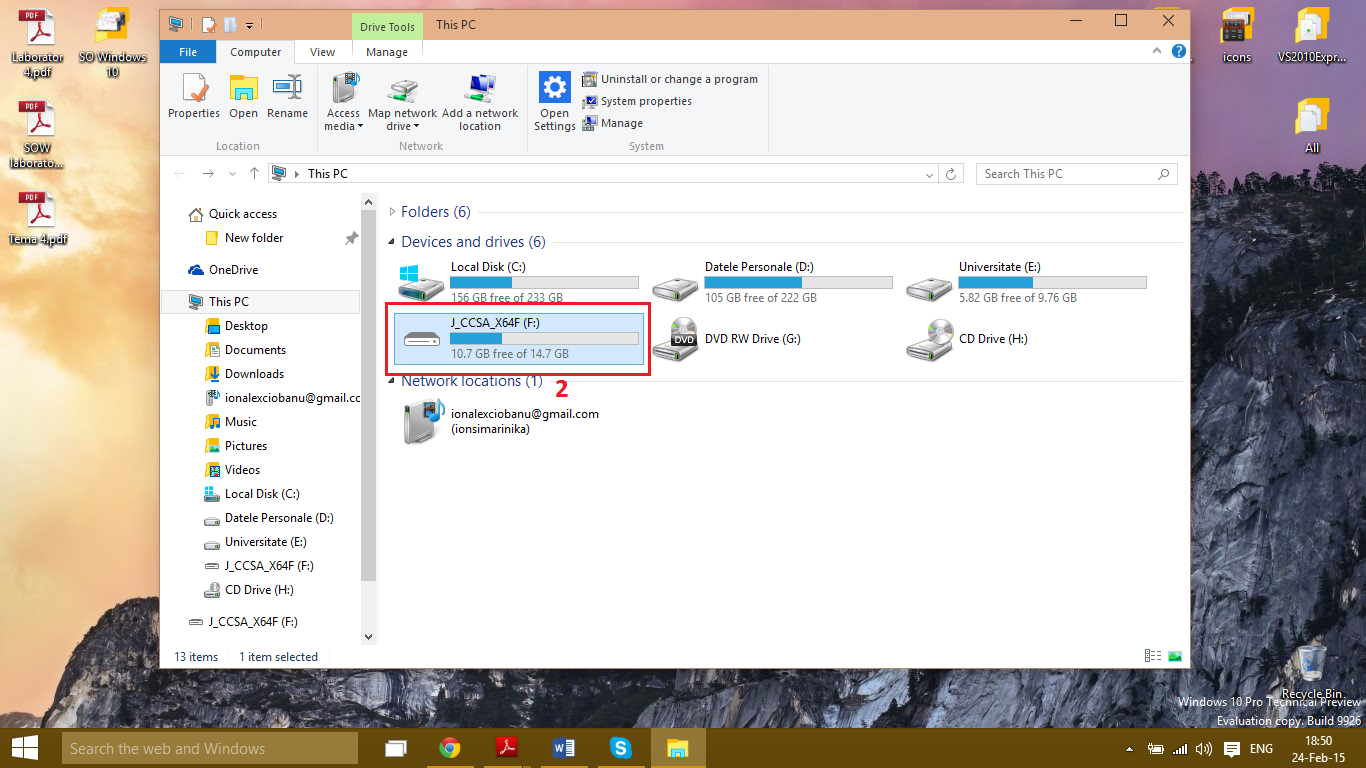 Laborator 4.pdf
SO Windows 10
SOW laborato...
Tema 4.pdf
icons
VS2010Expr...
All
Recycle Bin
Drive Tools
This PC
File
Computer
View
Manage
Properties
Open
Rename
Access media
Map network drive
Add a network location
Open Settings
Uninstall or change a program
System properties
Manage
Location
Network
System
This PC
Search This PC
Quick access
New folder
OneDrive
This PC
Desktop
Documents
Downloads
ionalexciobanu@gmail.cc
Music
Pictures
Videos
Local Disk (C:)
Datele Personale (D:)
Universitate (E:)
J_CCSA_X64F (F:)
CD Drive (H:)
J_CCSA_X64F (F:)
Folders (6)
Devices and drives (6)
Local Disk (C:)
156 GB free of 233 GB
Datele Personale (D:)
105 GB free of 222 GB
Universitate (E:)
5.82 GB free of 9.76 GB
J_CCSA_X64F (F:)
10.7 GB free of 14.7 GB
DVD
DVD RW Drive (G:)
CD Drive (H:)
Network locations (1)
2
ionalexciobanu@gmail.com
(ionsimarinika)
13 items
1 item selected
Windows 10 Pro Technical Preview
Evaluation copy. Build 9926
Search the web and Windows
ENG
18:50
24-Feb-15